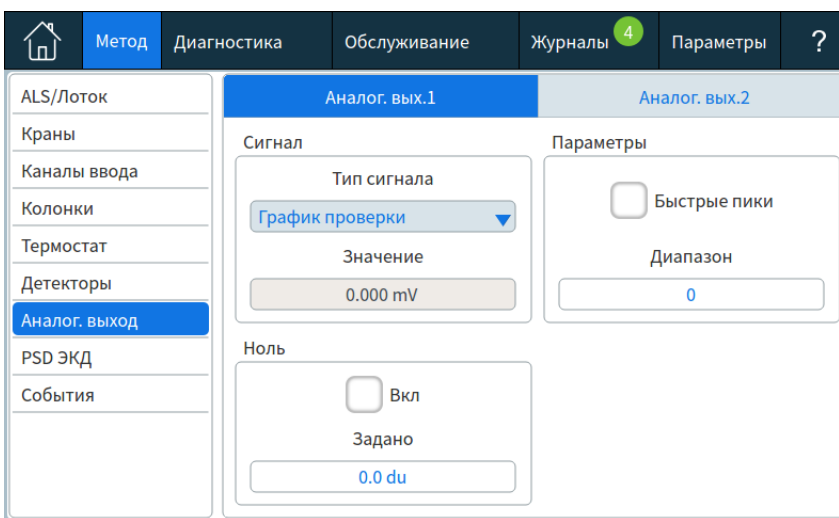 Метод
Диагностика
Обслуживание
Журналы 4
Параметры
?
ALS/Лоток
Краны
Каналы ввода
Колонки
Термостат
Детекторы
Аналог. выход
PSD ЭКД
События
Аналог. вых.1
Аналог. вых.2
Сигнал
Тип сигнала
График проверки
Значение
0.000 mV
Параметры
Быстрые пики
Диапазон
0
Ноль
Вкл
Задано
0.0 du